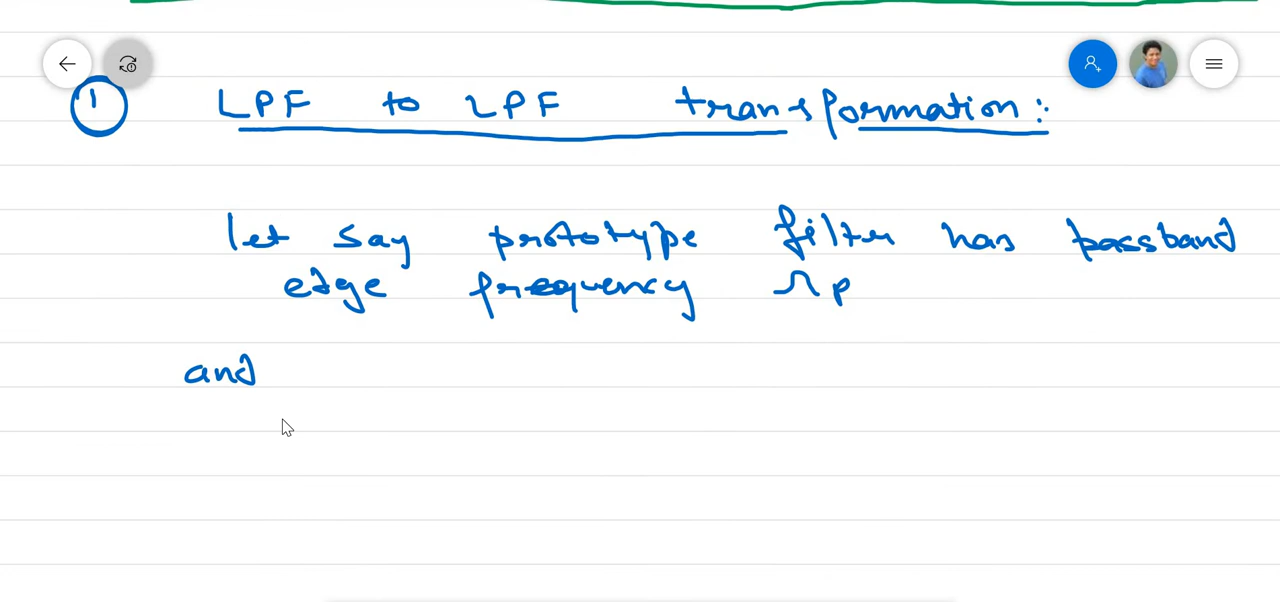 1 LPF to LPF transformation:
let say prototype filter has passband
edge frequency Ωp
and